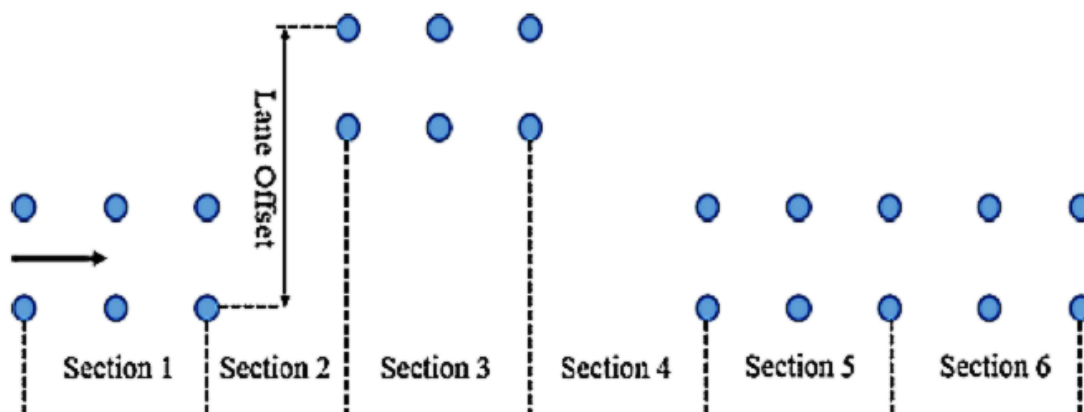 Lane Offset
Section 1
Section 2
Section 3
Section 4
Section 5
Section 6